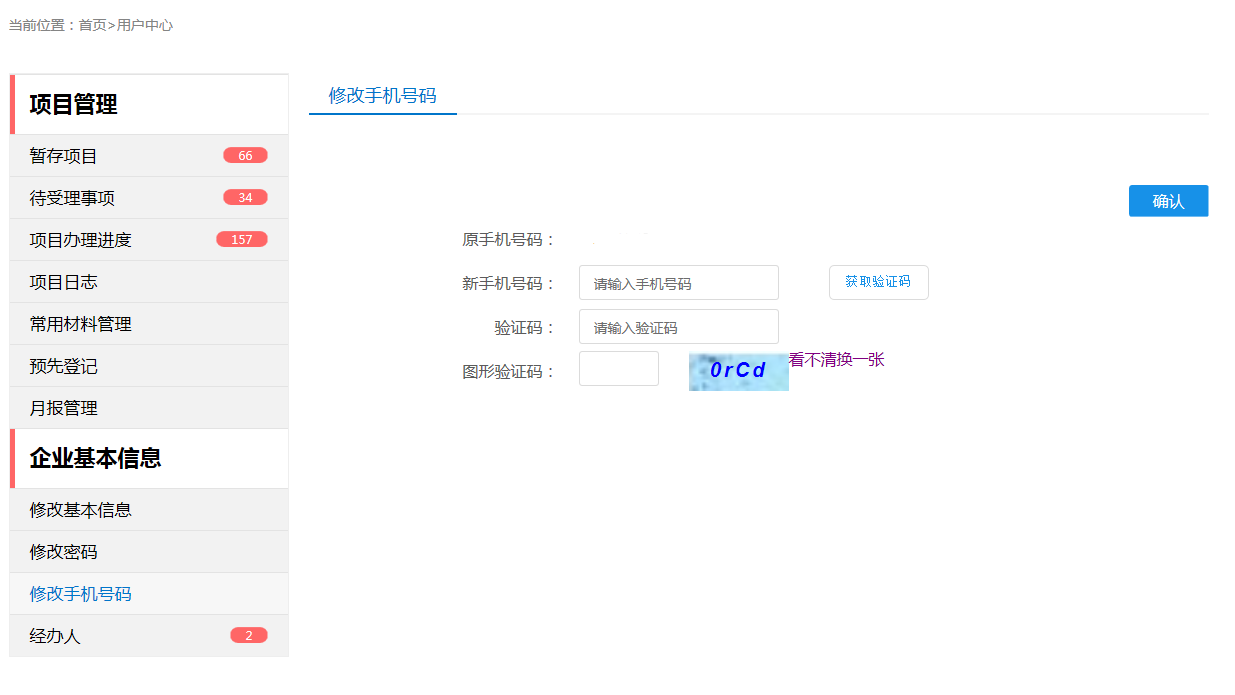 当前位置：首页>用户中心
项目管理
暂存项目 66
待受理事项 34
项目办理进度 157
项目日志
常用材料管理
预先登记
月报管理
企业基本信息
修改基本信息
修改密码
修改手机号码
经办人 2
修改手机号码
确认
原手机号码：
新手机号码： 请输入手机号码 获取验证码
验证码： 请输入验证码
图形验证码： 0rCd 看不清换一张